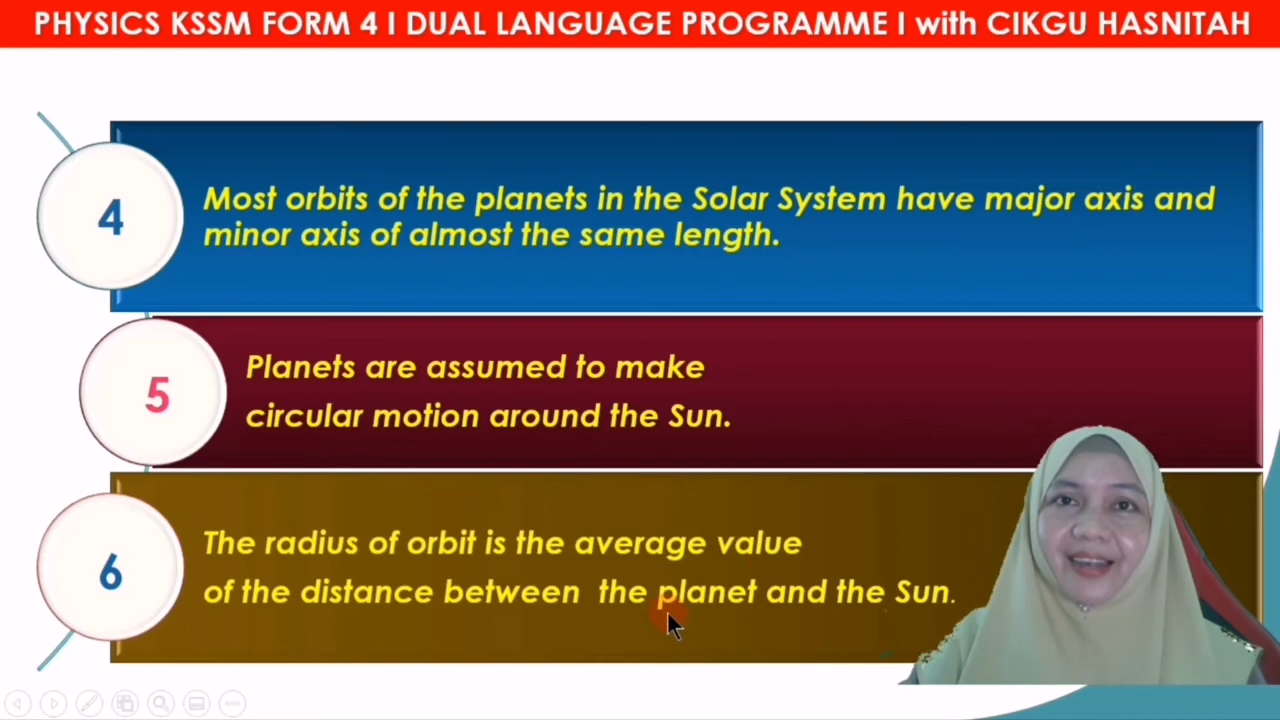 PHYSICS KSSM FORM 4 I DUAL LANGUAGE PROGRAMME I with CIKGU HASNITAH
4
Most orbits of the planets in the Solar System have major axis and
minor axis of almost the same length.
5
Planets are assumed to make
circular motion around the Sun.
6
The radius of orbit is the average value
of the distance between the planet and the Sun.